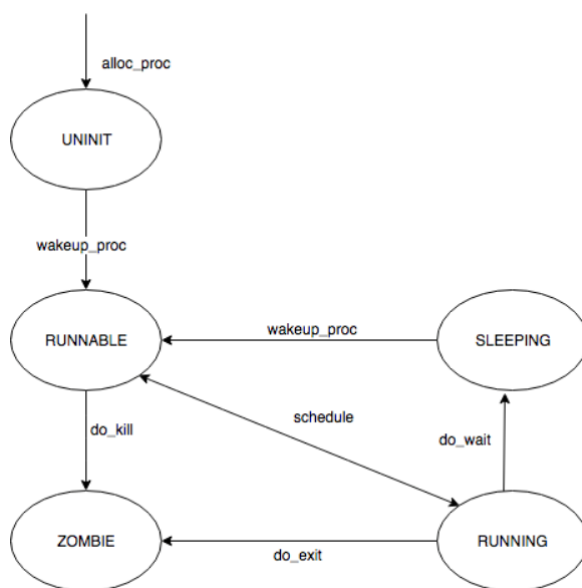 alloc_proc
UNINIT
wakeup_proc
RUNNABLE
wakeup_proc
SLEEPING
schedule
do_kill
do_wait
ZOMBIE
do_exit
RUNNING